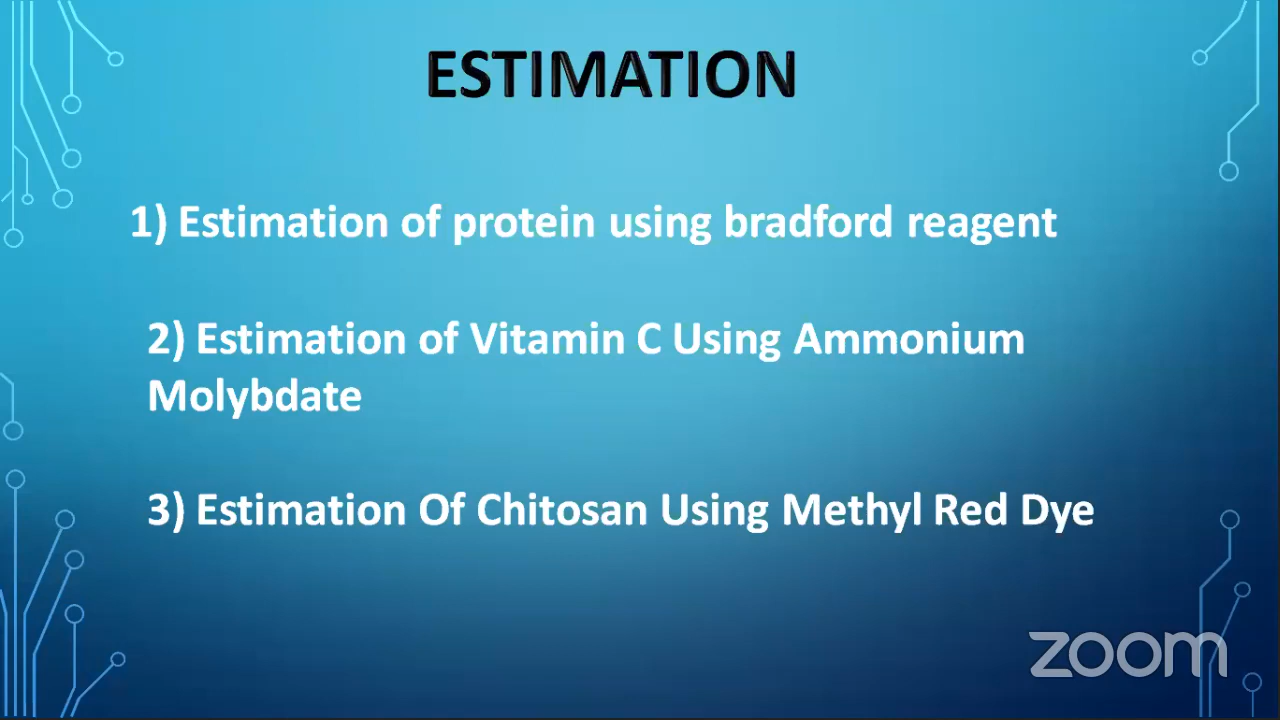 ESTIMATION
1) Estimation of protein using bradford reagent
2) Estimation of Vitamin C Using Ammonium
Molybdate
3) Estimation Of Chitosan Using Methyl Red Dye
zoom